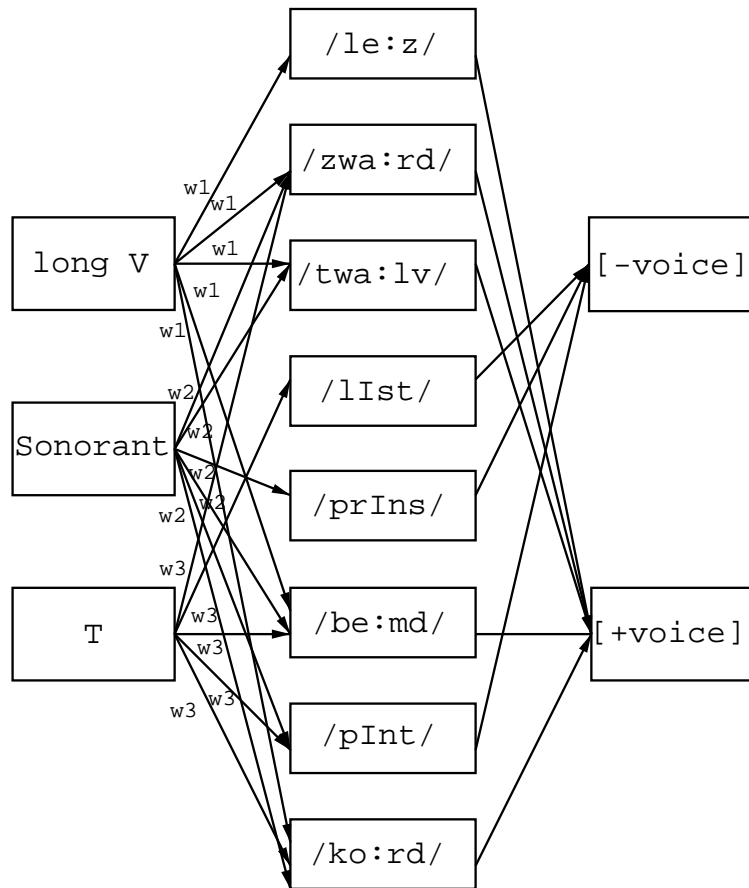 /le:z/
/zwa:rd/
w1
w1
long V
w1
/twa:lv/
[-voice]
w1
w1
/lIst/
w2
Sonorant
w2
w2
/prIns/
w2
w2
w3
T
w3
/be:md/
[+voice]
w3
w3
w3
/pInt/
/ko:rd/